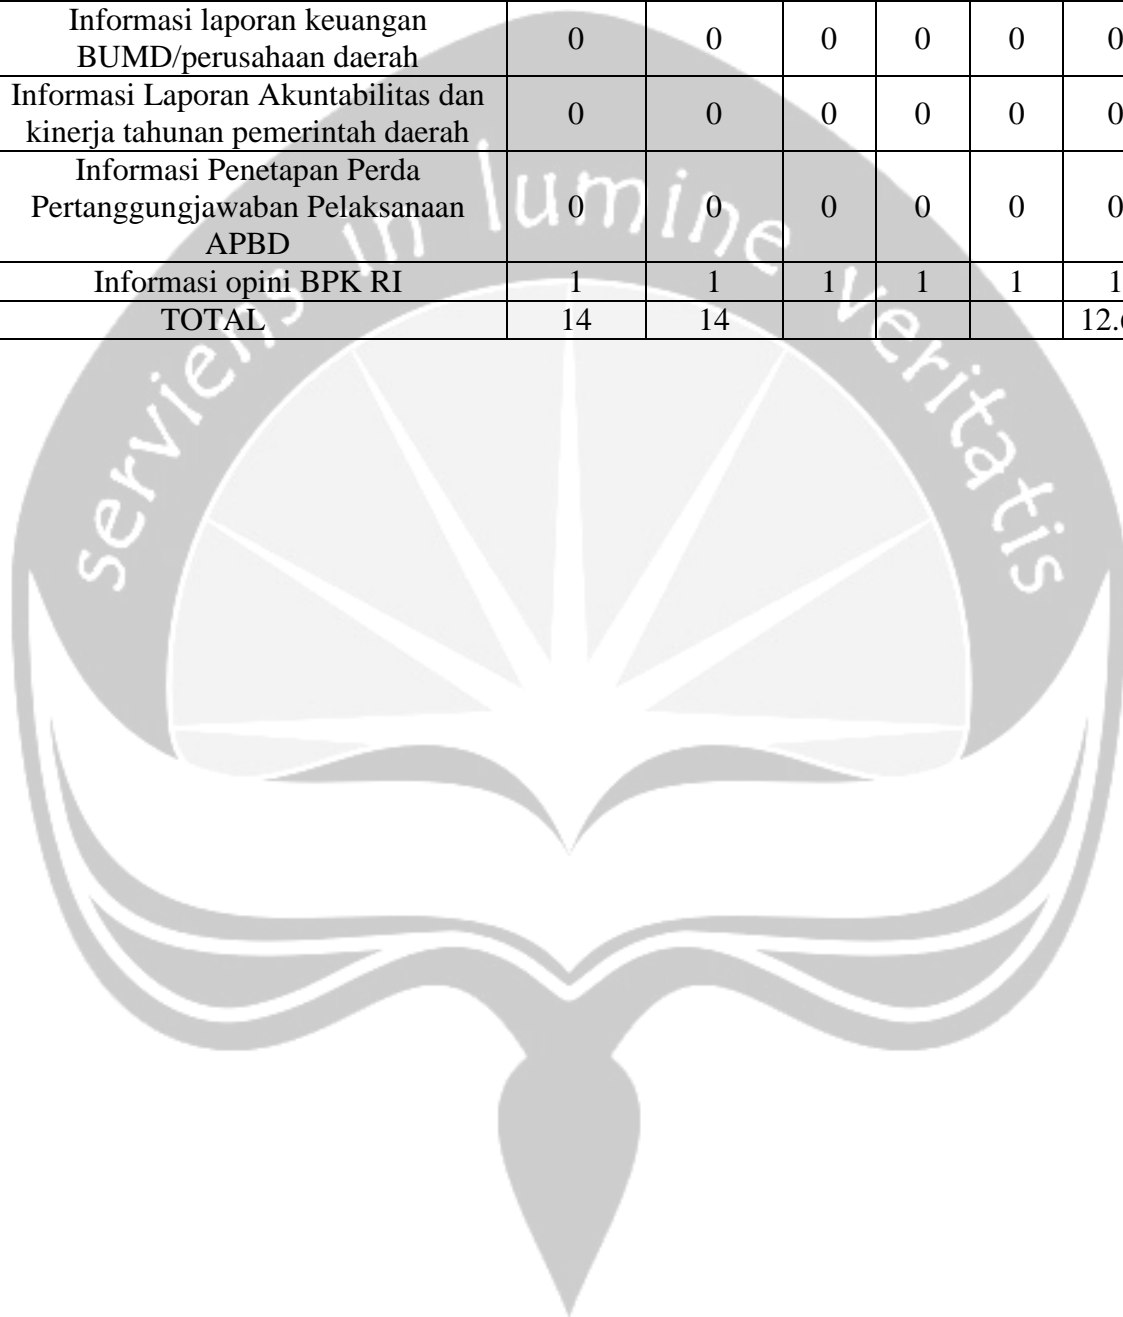 Informasi laporan keuangan
BUMD/perusahaan daerah
0 0 0 0 0 0
Informasi Laporan Akuntabilitas dan
kinerja tahunan pemerintah daerah
0 0 0 0 0 0
Informasi Penetapan Perda
Pertanggungjawaban Pelaksanaan
APBD
0 0 0 0 0 0
Informasi opini BPK RI 1 1 1 1 1 1
TOTAL 14 14
serviens in lumine veritatis